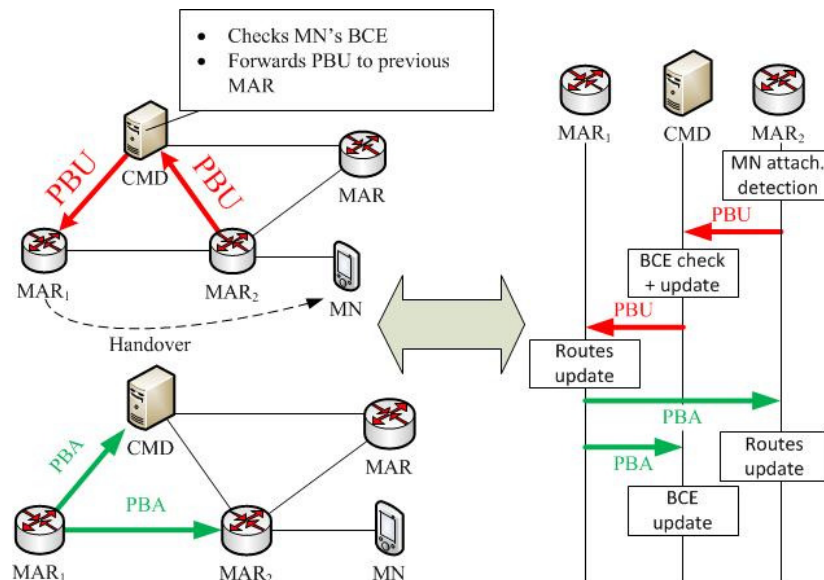 • Checks MN's BCE
• Forwards PBU to previous
MAR
CMD
PBU
PBU
MAR
MAR₁
MAR₂
MN
Handover
CMD
PBA
MAR
PBA
MAR₁
MAR₂
MN
MAR₁
CMD
MAR₂
MN attach.
detection
PBU
BCE check
+ update
PBU
Routes
update
PBA
PBA
Routes
update
BCE
update